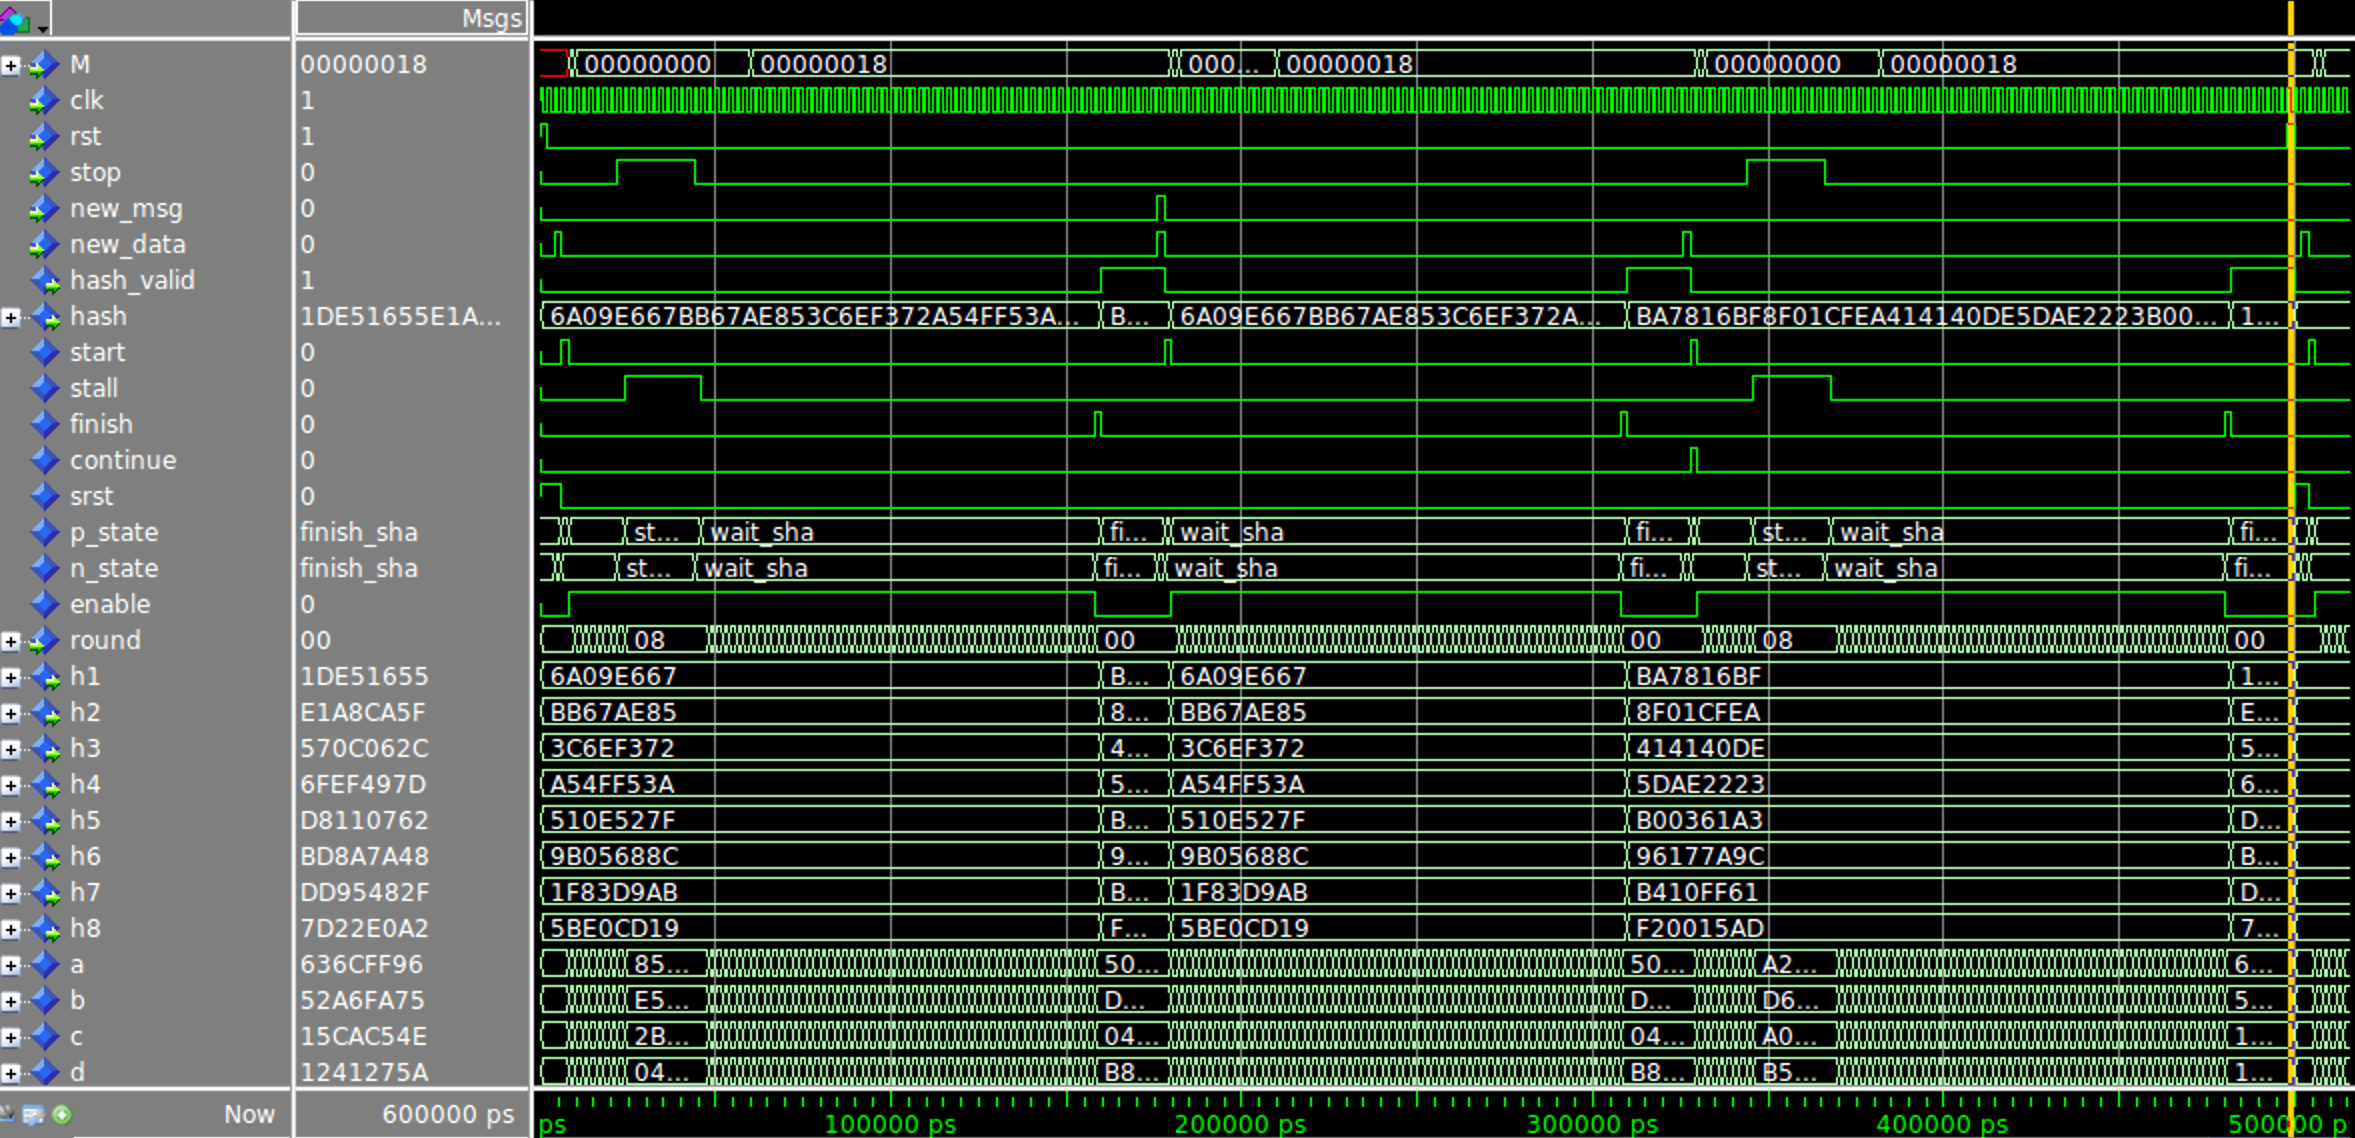 Msgs
M 00000018 00000000 00000018 000... 00000018 00000000 00000018
clk 1
rst 1
stop 0
new_msg 0
new_data 0
hash_valid 1
hash 1DE51655E1A... 6A09E667BB67AE853C6EF372A54FF53A... B... 6A09E667BB67AE853C6EF372A... BA7816BF8F01CFEA414140DE5DAE2223B00... 1...
start 0
stall 0
finish 0
continue 0
srst 0
p_state finish_sha st... wait_sha fi... wait_sha fi... st... wait_sha fi...
n_state finish_sha st... wait_sha fi... wait_sha fi... st... wait_sha fi...
enable 0
round 00 08 00 00 08 00
h1 1DE51655 6A09E667 B... 6A09E667 BA7816BF 1...
h2 E1A8CA5F BB67AE85 8... BB67AE85 8F01CFEA E...
h3 570C062C 3C6EF372 4... 3C6EF372 414140DE 5...
h4 6FEF497D A54FF53A 5... A54FF53A 5DAE2223 6...
h5 D8110762 510E527F B... 510E527F B00361A3 D...
h6 BD8A7A48 9B05688C 9... 9B05688C 96177A9C B...
h7 DD95482F 1F83D9AB B... 1F83D9AB B410FF61 D...
h8 7D22E0A2 5BE0CD19 F... 5BE0CD19 F20015AD 7...
a 636CFF96 85... 50... 50... A2... 6...
b 52A6FA75 E5... D... D... D6... 5...
c 15CAC54E 2B... 04... 04... A0... 1...
d 1241275A 04... B8... B8... B5... 1...
Now 600000 ps ps 100000 ps 200000 ps 300000 ps 400000 ps 500000 p